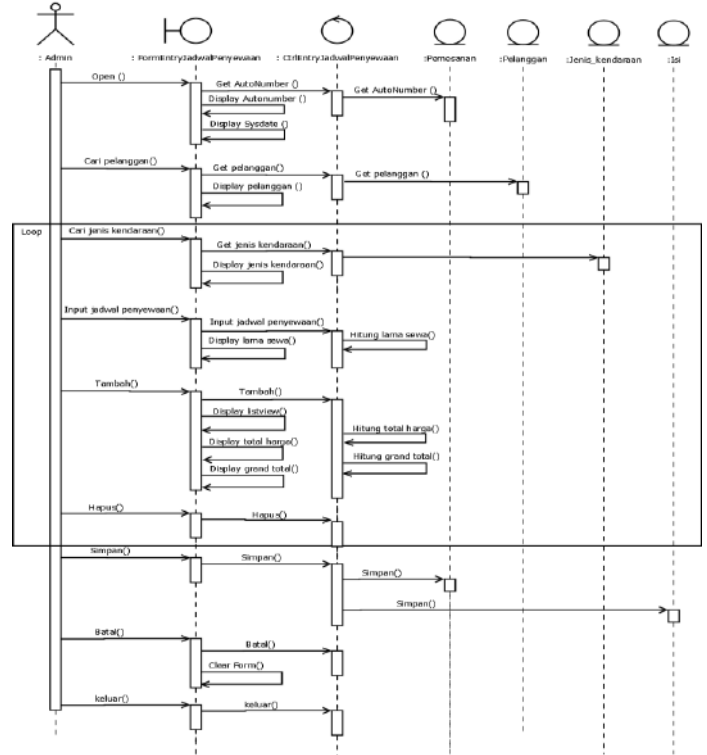 : Admin
: FormEntryJadwalPenyewaan
: CtrlEntryJadwalPenyewaan
:Pemesanan
:Pelanggan
:Jenis_kendaraan
:Isi
Open ()
Get AutoNumber ()
Get AutoNumber ()
Display Autonumber ()
Display Sysdate ()
Cari pelanggan()
Get pelanggan()
Get pelanggan ()
Display pelanggan ()
Loop
Cari jenis kendaraan()
Get jenis kendaraan()
Display jenis kendaraan()
Input jadwal penyewaan()
Input jadwal penyewaan()
Hitung lama sewa()
Display lama sewa()
Tambah()
Tambah()
Display listview()
Hitung total harga()
Display total harga()
Hitung grand total()
Display grand total()
Hapus()
Hapus()
Simpan()
Simpan()
Simpan()
Simpan()
Batal()
Batal()
Clear Form()
keluar()
keluar()